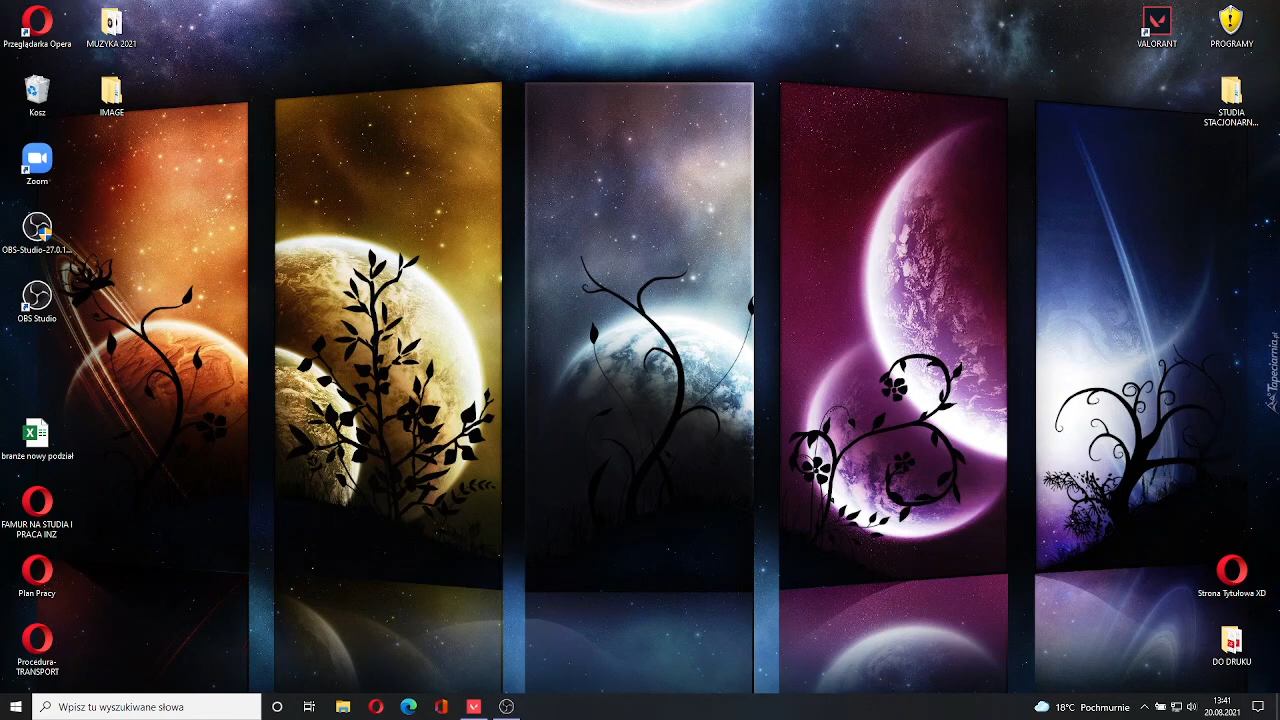 Przeglądarka Opera
MUZYKA 2021
VALORANT
PROGRAMY
Kosz
IMAGE
STUDIA
STACJONARN...
Zoom
OBS-Studio-27.0.1...
OBS Studio
Tapeciarnia.pl
branże nowy podział
FAMUR NA STUDIA I
PRACA INZ
Plan Pracy
Strona Tytułowa XD
Procedura-
TRANSPORT
DO DRUKU
Wpisz tu wyszukiwane słowa
18°C Pochmurnie
13:41
20.08.2021